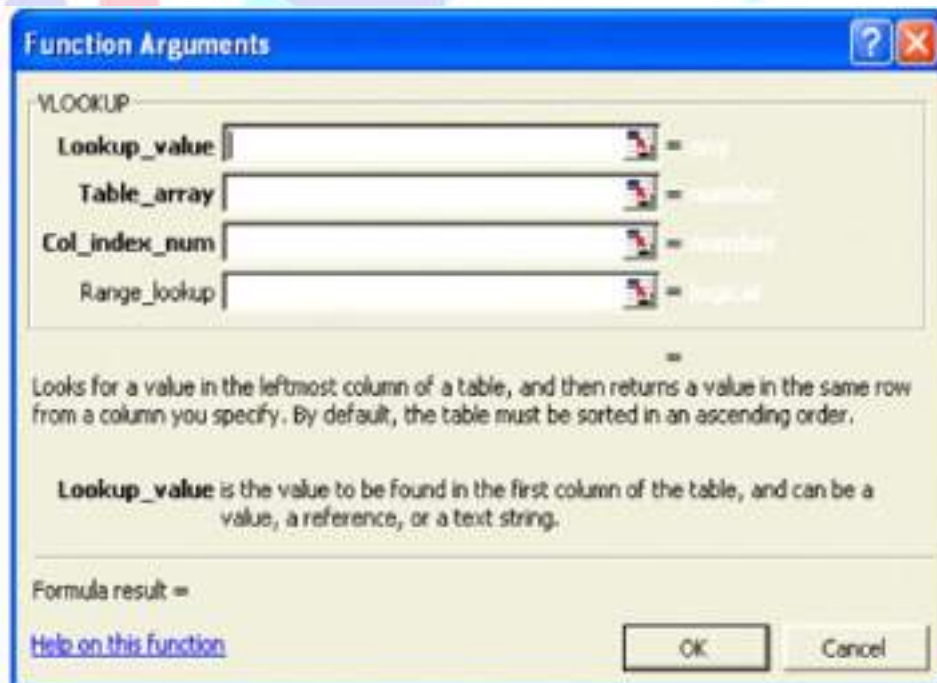 Function Arguments
VLOOKUP
Lookup_value =
Table_array = number
Col_index_num = number
Range_lookup = logical
=
Looks for a value in the leftmost column of a table, and then returns a value in the same row
from a column you specify. By default, the table must be sorted in an ascending order.
Lookup_value is the value to be found in the first column of the table, and can be a
value, a reference, or a text string.
Formula result =
Help on this function
OK Cancel